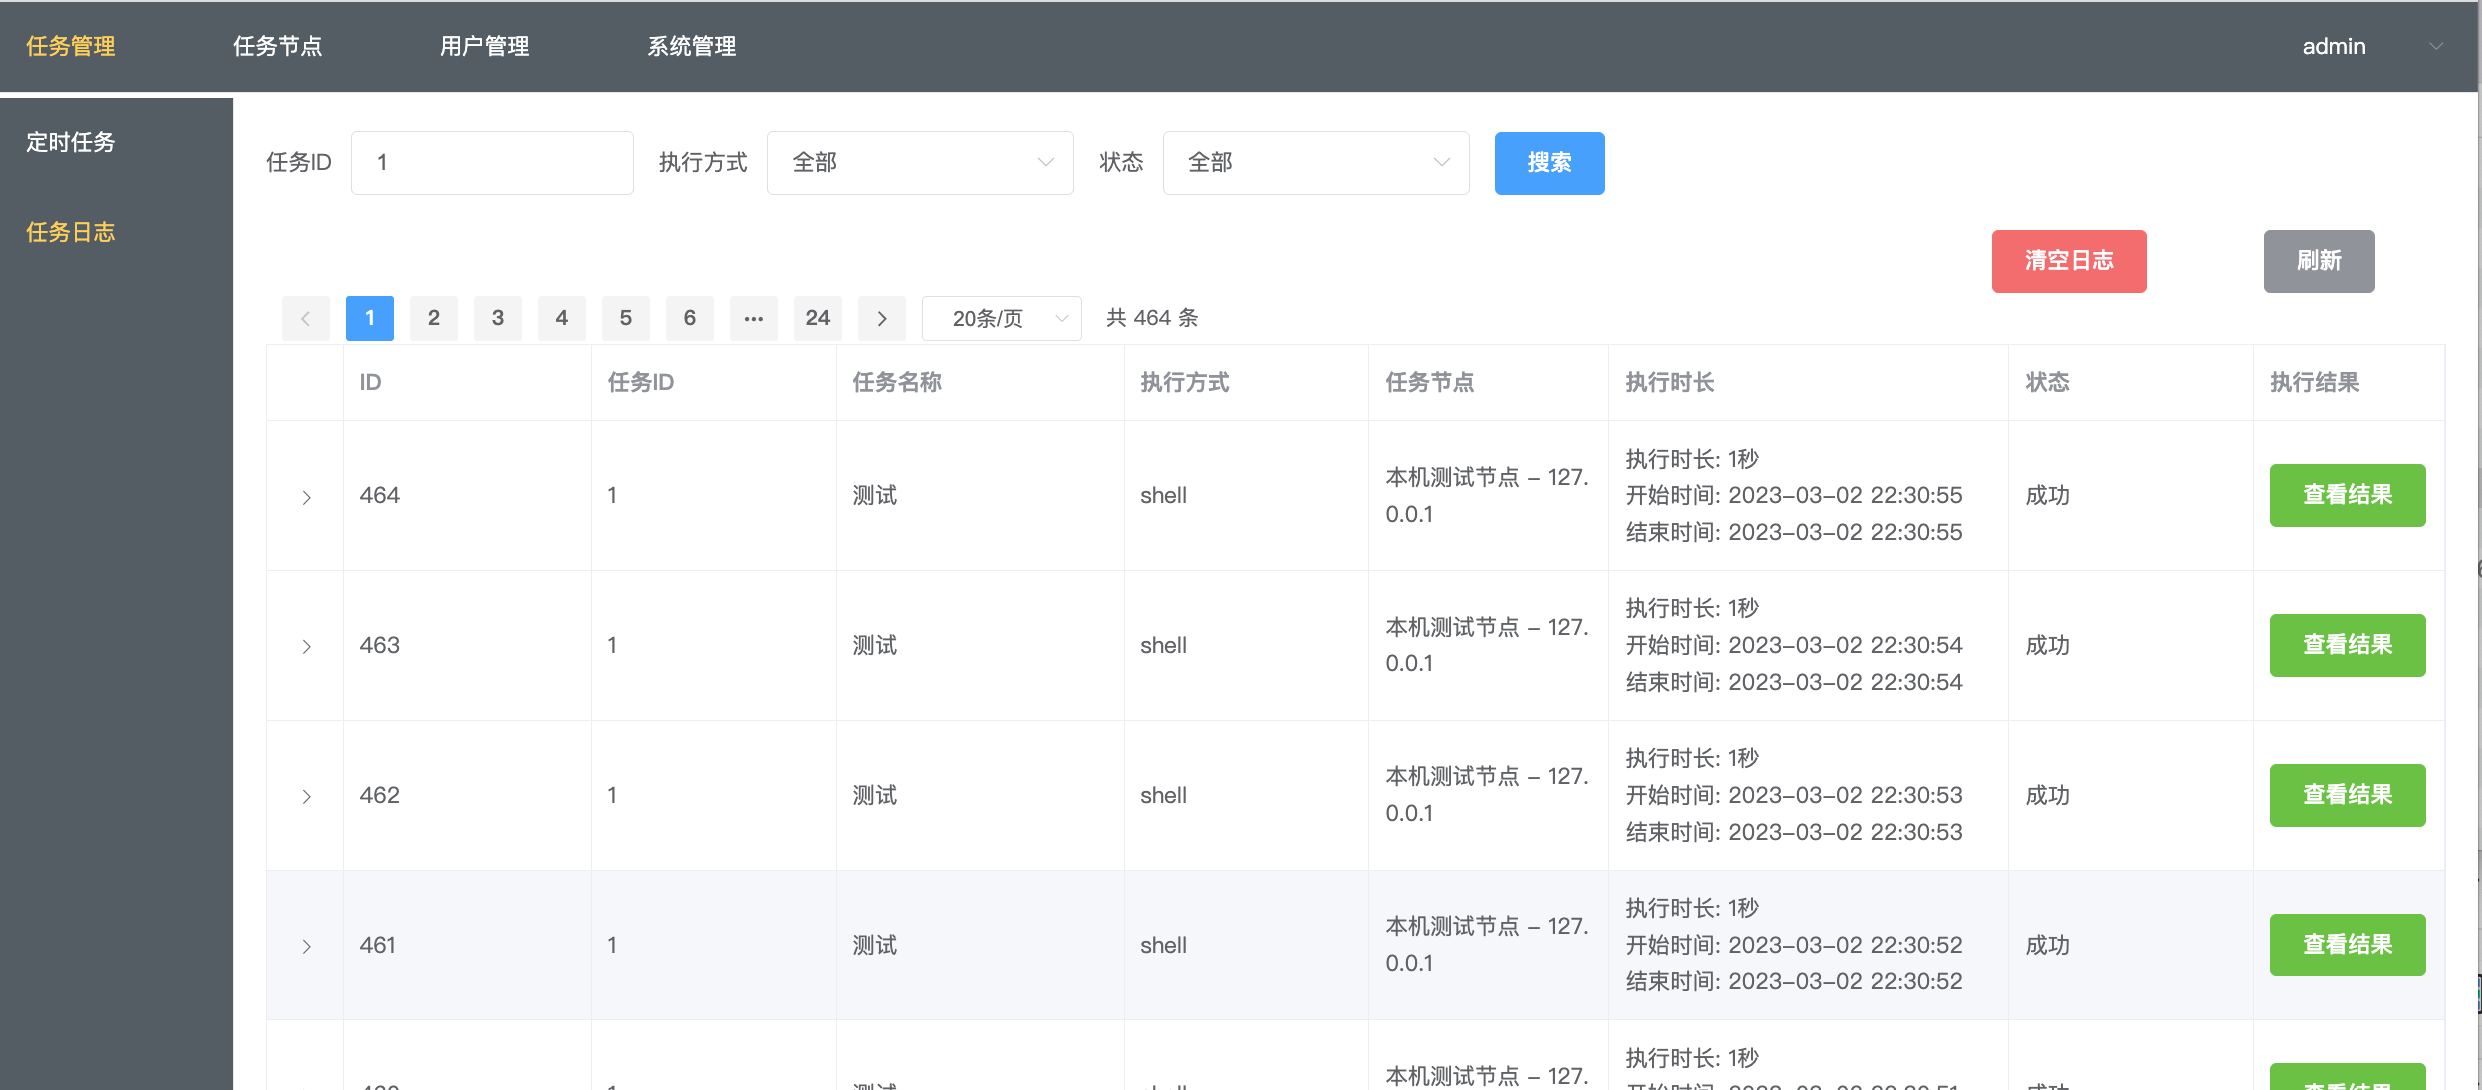 任务管理 任务节点 用户管理 系统管理 admin
定时任务
任务日志
任务ID 1 执行方式 全部 状态 全部 搜索
清空日志 刷新
1 2 3 4 5 6 ... 24 20条/页 共 464 条
ID 任务ID 任务名称 执行方式 任务节点 执行时长 状态 执行结果
464 1 测试 shell 本机测试节点 – 127.
0.0.1
执行时长: 1秒
开始时间: 2023-03-02 22:30:55
结束时间: 2023-03-02 22:30:55
成功 查看结果
463 1 测试 shell 本机测试节点 – 127.
0.0.1
执行时长: 1秒
开始时间: 2023-03-02 22:30:54
结束时间: 2023-03-02 22:30:54
成功 查看结果
462 1 测试 shell 本机测试节点 – 127.
0.0.1
执行时长: 1秒
开始时间: 2023-03-02 22:30:53
结束时间: 2023-03-02 22:30:53
成功 查看结果
461 1 测试 shell 本机测试节点 – 127.
0.0.1
执行时长: 1秒
开始时间: 2023-03-02 22:30:52
结束时间: 2023-03-02 22:30:52
成功 查看结果
本机测试节点 – 127.
执行时长: 1秒